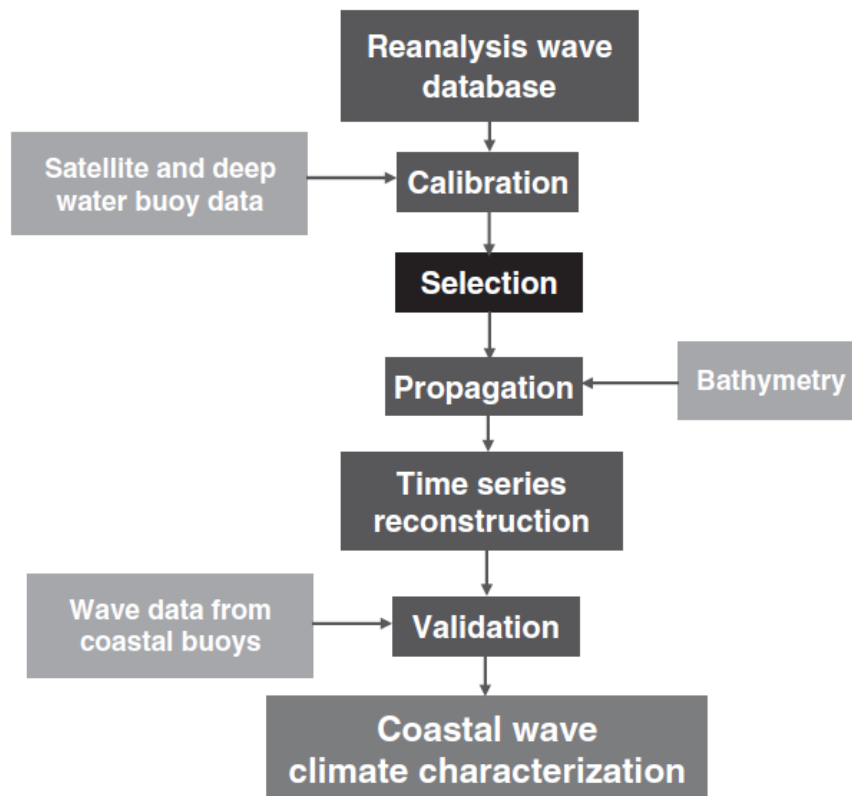 Reanalysis wave
database
Satellite and deep
water buoy data
Calibration
Selection
Propagation
Bathymetry
Time series
reconstruction
Wave data from
coastal buoys
Validation
Coastal wave
climate characterization